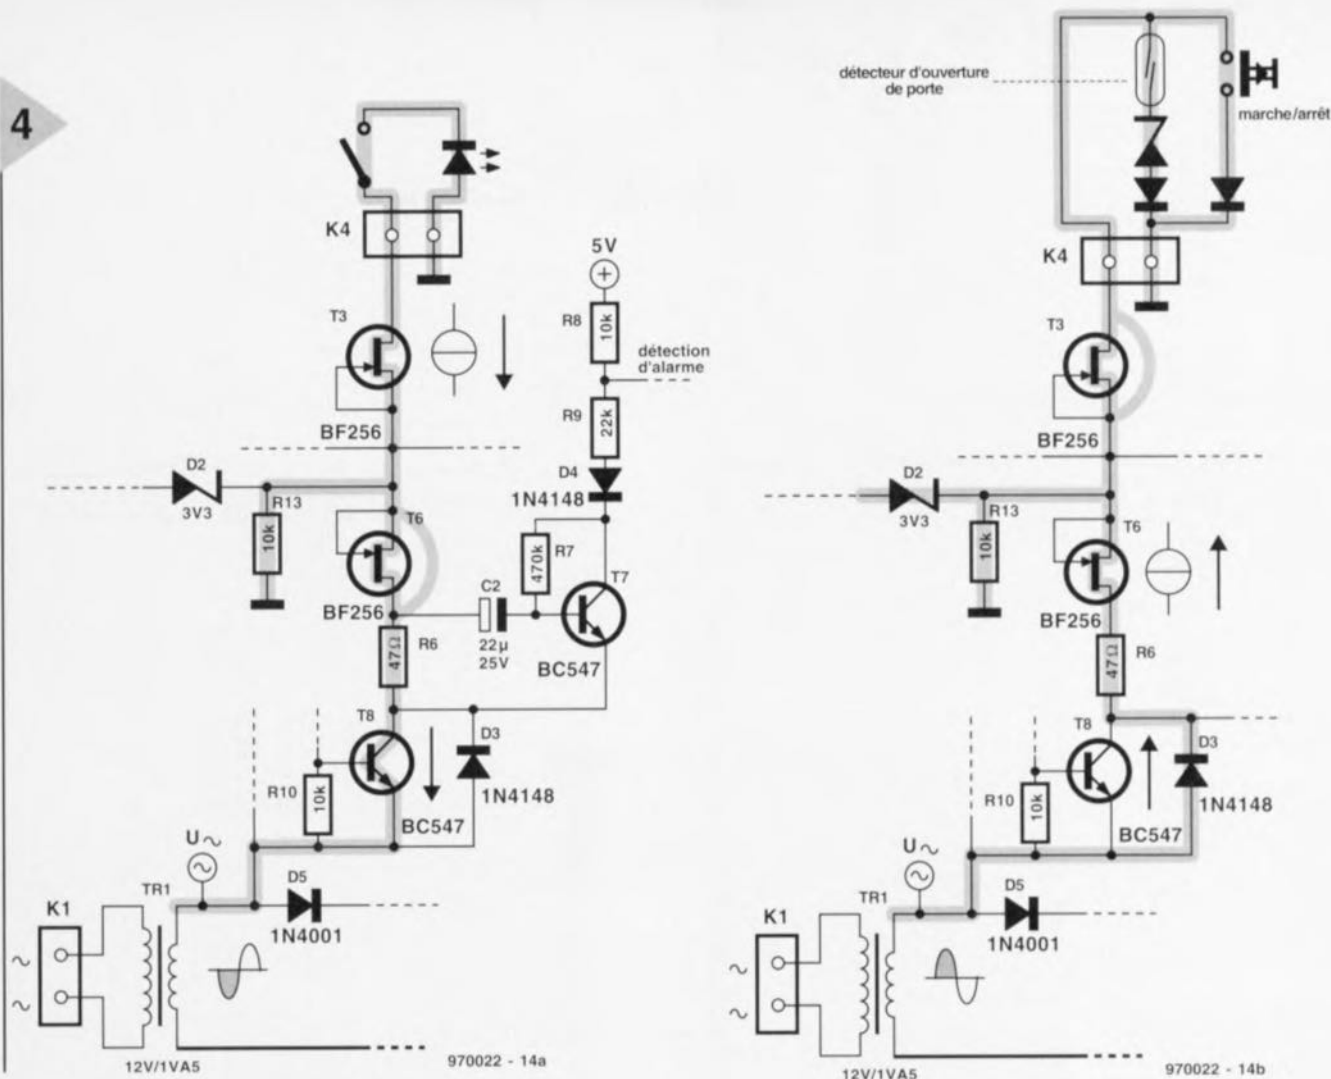 4
K4
T3
BF256
5V
R8
10k
détection
d'alarme
R9
22k
D4
1N4148
D2
3V3
R13
10k
T6
BF256
R7
470k
C2
22µ
25V
T7
BC547
R6
47Ω
T8
D3
1N4148
R10
10k
BC547
U~
TR1
D5
1N4001
K1
~
~
12V/1VA5
970022 - 14a
détecteur d'ouverture
de porte
marche/arrêt
K4
T3
BF256
D2
3V3
R13
10k
T6
BF256
R6
47Ω
T8
D3
1N4148
R10
10k
BC547
U~
TR1
D5
1N4001
K1
~
~
12V/1VA5
970022 - 14b